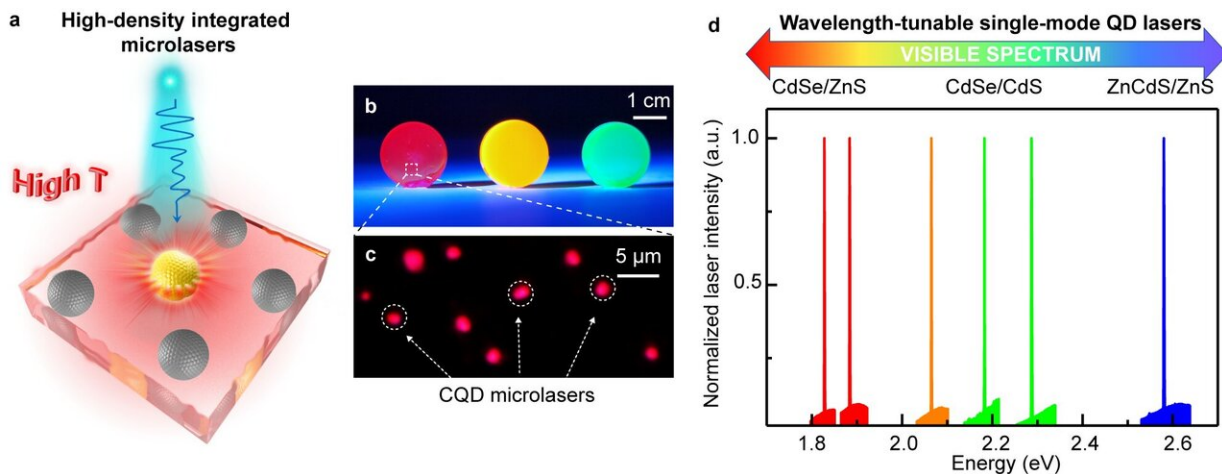 a
High-density integrated
microlasers
High T
b
1 cm
c
5 µm
CQD microlasers
d
Wavelength-tunable single-mode QD lasers
VISIBLE SPECTRUM
CdSe/ZnS CdSe/CdS ZnCdS/ZnS
Normalized laser intensity (a.u.)
1.0
0.5
1.8 2.0 2.2 2.4 2.6
Energy (eV)